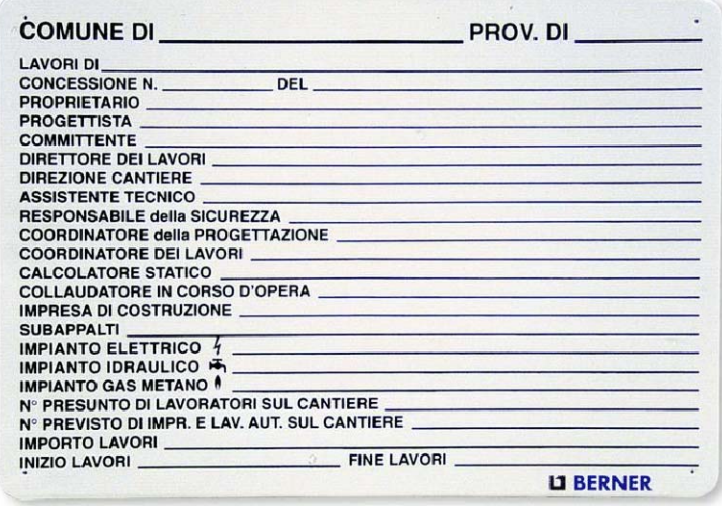 COMUNE DI PROV. DI
LAVORI DI
CONCESSIONE N. DEL
PROPRIETARIO
PROGETTISTA
COMMITTENTE
DIRETTORE DEI LAVORI
DIREZIONE CANTIERE
ASSISTENTE TECNICO
RESPONSABILE della SICUREZZA
COORDINATORE della PROGETTAZIONE
COORDINATORE DEI LAVORI
CALCOLATORE STATICO
COLLAUDATORE IN CORSO D'OPERA
IMPRESA DI COSTRUZIONE
SUBAPPALTI
IMPIANTO ELETTRICO
IMPIANTO IDRAULICO
IMPIANTO GAS METANO
N° PRESUNTO DI LAVORATORI SUL CANTIERE
N° PREVISTO DI IMPR. E LAV. AUT. SUL CANTIERE
IMPORTO LAVORI
INIZIO LAVORI FINE LAVORI
BERNER